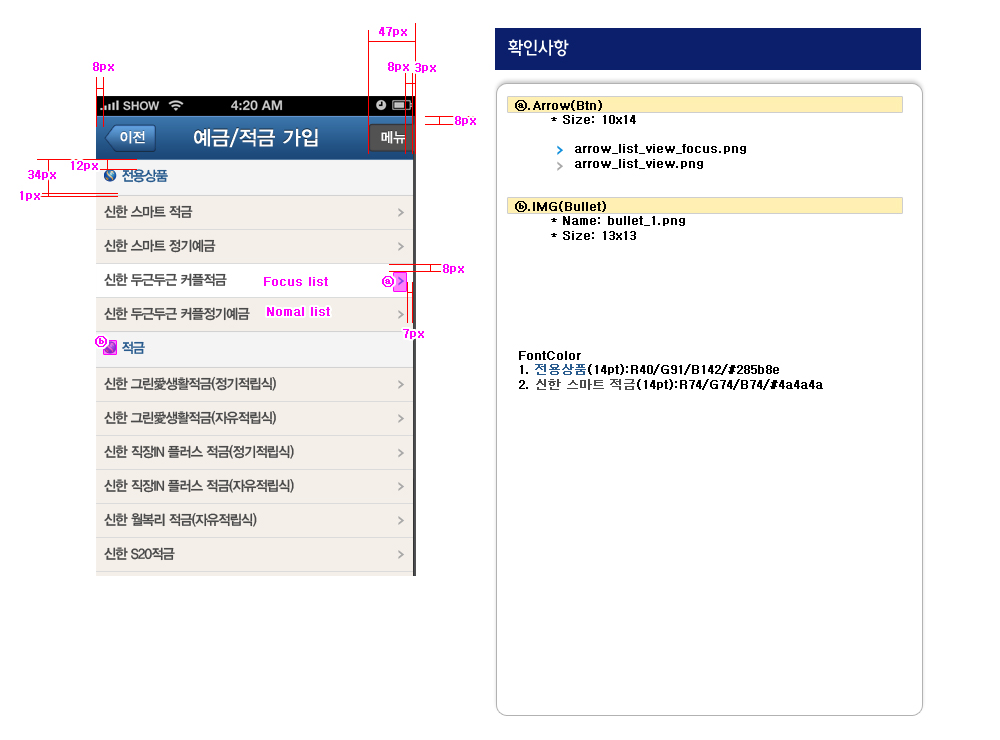 47px
8px
8px
3px
SHOW
4:20 AM
8px
이전
예금/적금 가입
메뉴
12px
34px
전용상품
1px
신한 스마트 적금
신한 스마트 정기예금
8px
신한 두근두근 커플적금
Focus list
ⓐ
신한 두근두근 커플정기예금
Nomal list
7px
ⓑ
적금
신한 그린愛생활적금(정기적립식)
신한 그린愛생활적금(자유적립식)
신한 직장IN 플러스 적금(정기적립식)
신한 직장IN 플러스 적금(자유적립식)
신한 월복리 적금(자유적립식)
신한 S20적금
확인사항
ⓐ.Arrow(Btn)
* Size: 10x14
arrow_list_view_focus.png
arrow_list_view.png
ⓑ.IMG(Bullet)
* Name: bullet_1.png
* Size: 13x13
FontColor
1. 전용상품(14pt):R40/G91/B142/#285b8e
2. 신한 스마트 적금(14pt):R74/G74/B74/#4a4a4a